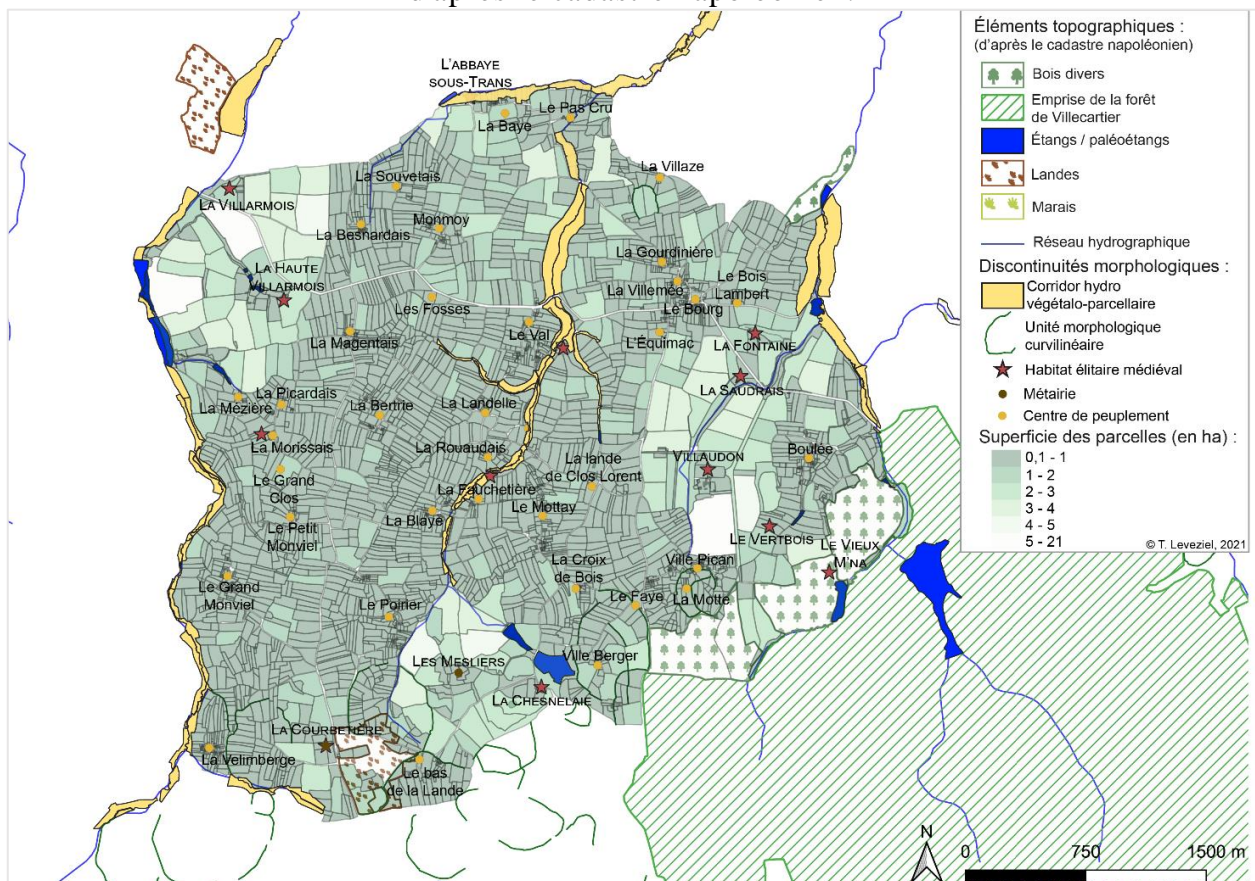 L'ABBAYE
SOUS-TRANS
La Baye
Le Pas Cru
La Souvetais
La Villaze
LA VILLARMOIS
La Besnardais
Monmoy
La Gourdinière
LA HAUTE
VILLARMOIS
La Villemée
Le Bois
Lambert
Le Bourg
Les Fosses
Le Val
L'Équimac
LA FONTAINE
La Magentais
LA SAUDRAIS
La Picardais
La Mézière
La Bertrie
La Landelle
La Morissais
La Rouaudais
La lande
de Clos Lorent
VILLAUDON
Boulée
Le Grand
Clos
La Fauchetière
Le Mottay
La Blaye
Le Petit
Monviel
LE VERTBOIS
LE VIEUX
M'NA
La Croix
de Bois
Ville Pican
Le Grand
Monviel
Le Poirier
Le Faye
La Motte
LES MESLIERS
Ville Berger
LA CHESNELAIE
LA COURBETIÈRE
La Velimberge
Le bas
de la Lande
Éléments topographiques :
(d'après le cadastre napoléonien)
Bois divers
Emprise de la forêt
de Villecartier
Étangs / paléoétangs
Landes
Marais
Réseau hydrographique
Discontinuités morphologiques :
Corridor hydro
végétalo-parcellaire
Unité morphologique
curvilinéaire
Habitat élitaire médiéval
Métairie
Centre de peuplement
Superficie des parcelles (en ha) :
0,1 - 1
1 - 2
2 - 3
3 - 4
4 - 5
5 - 21
© T. Leveziel, 2021
N
0 750 1500 m